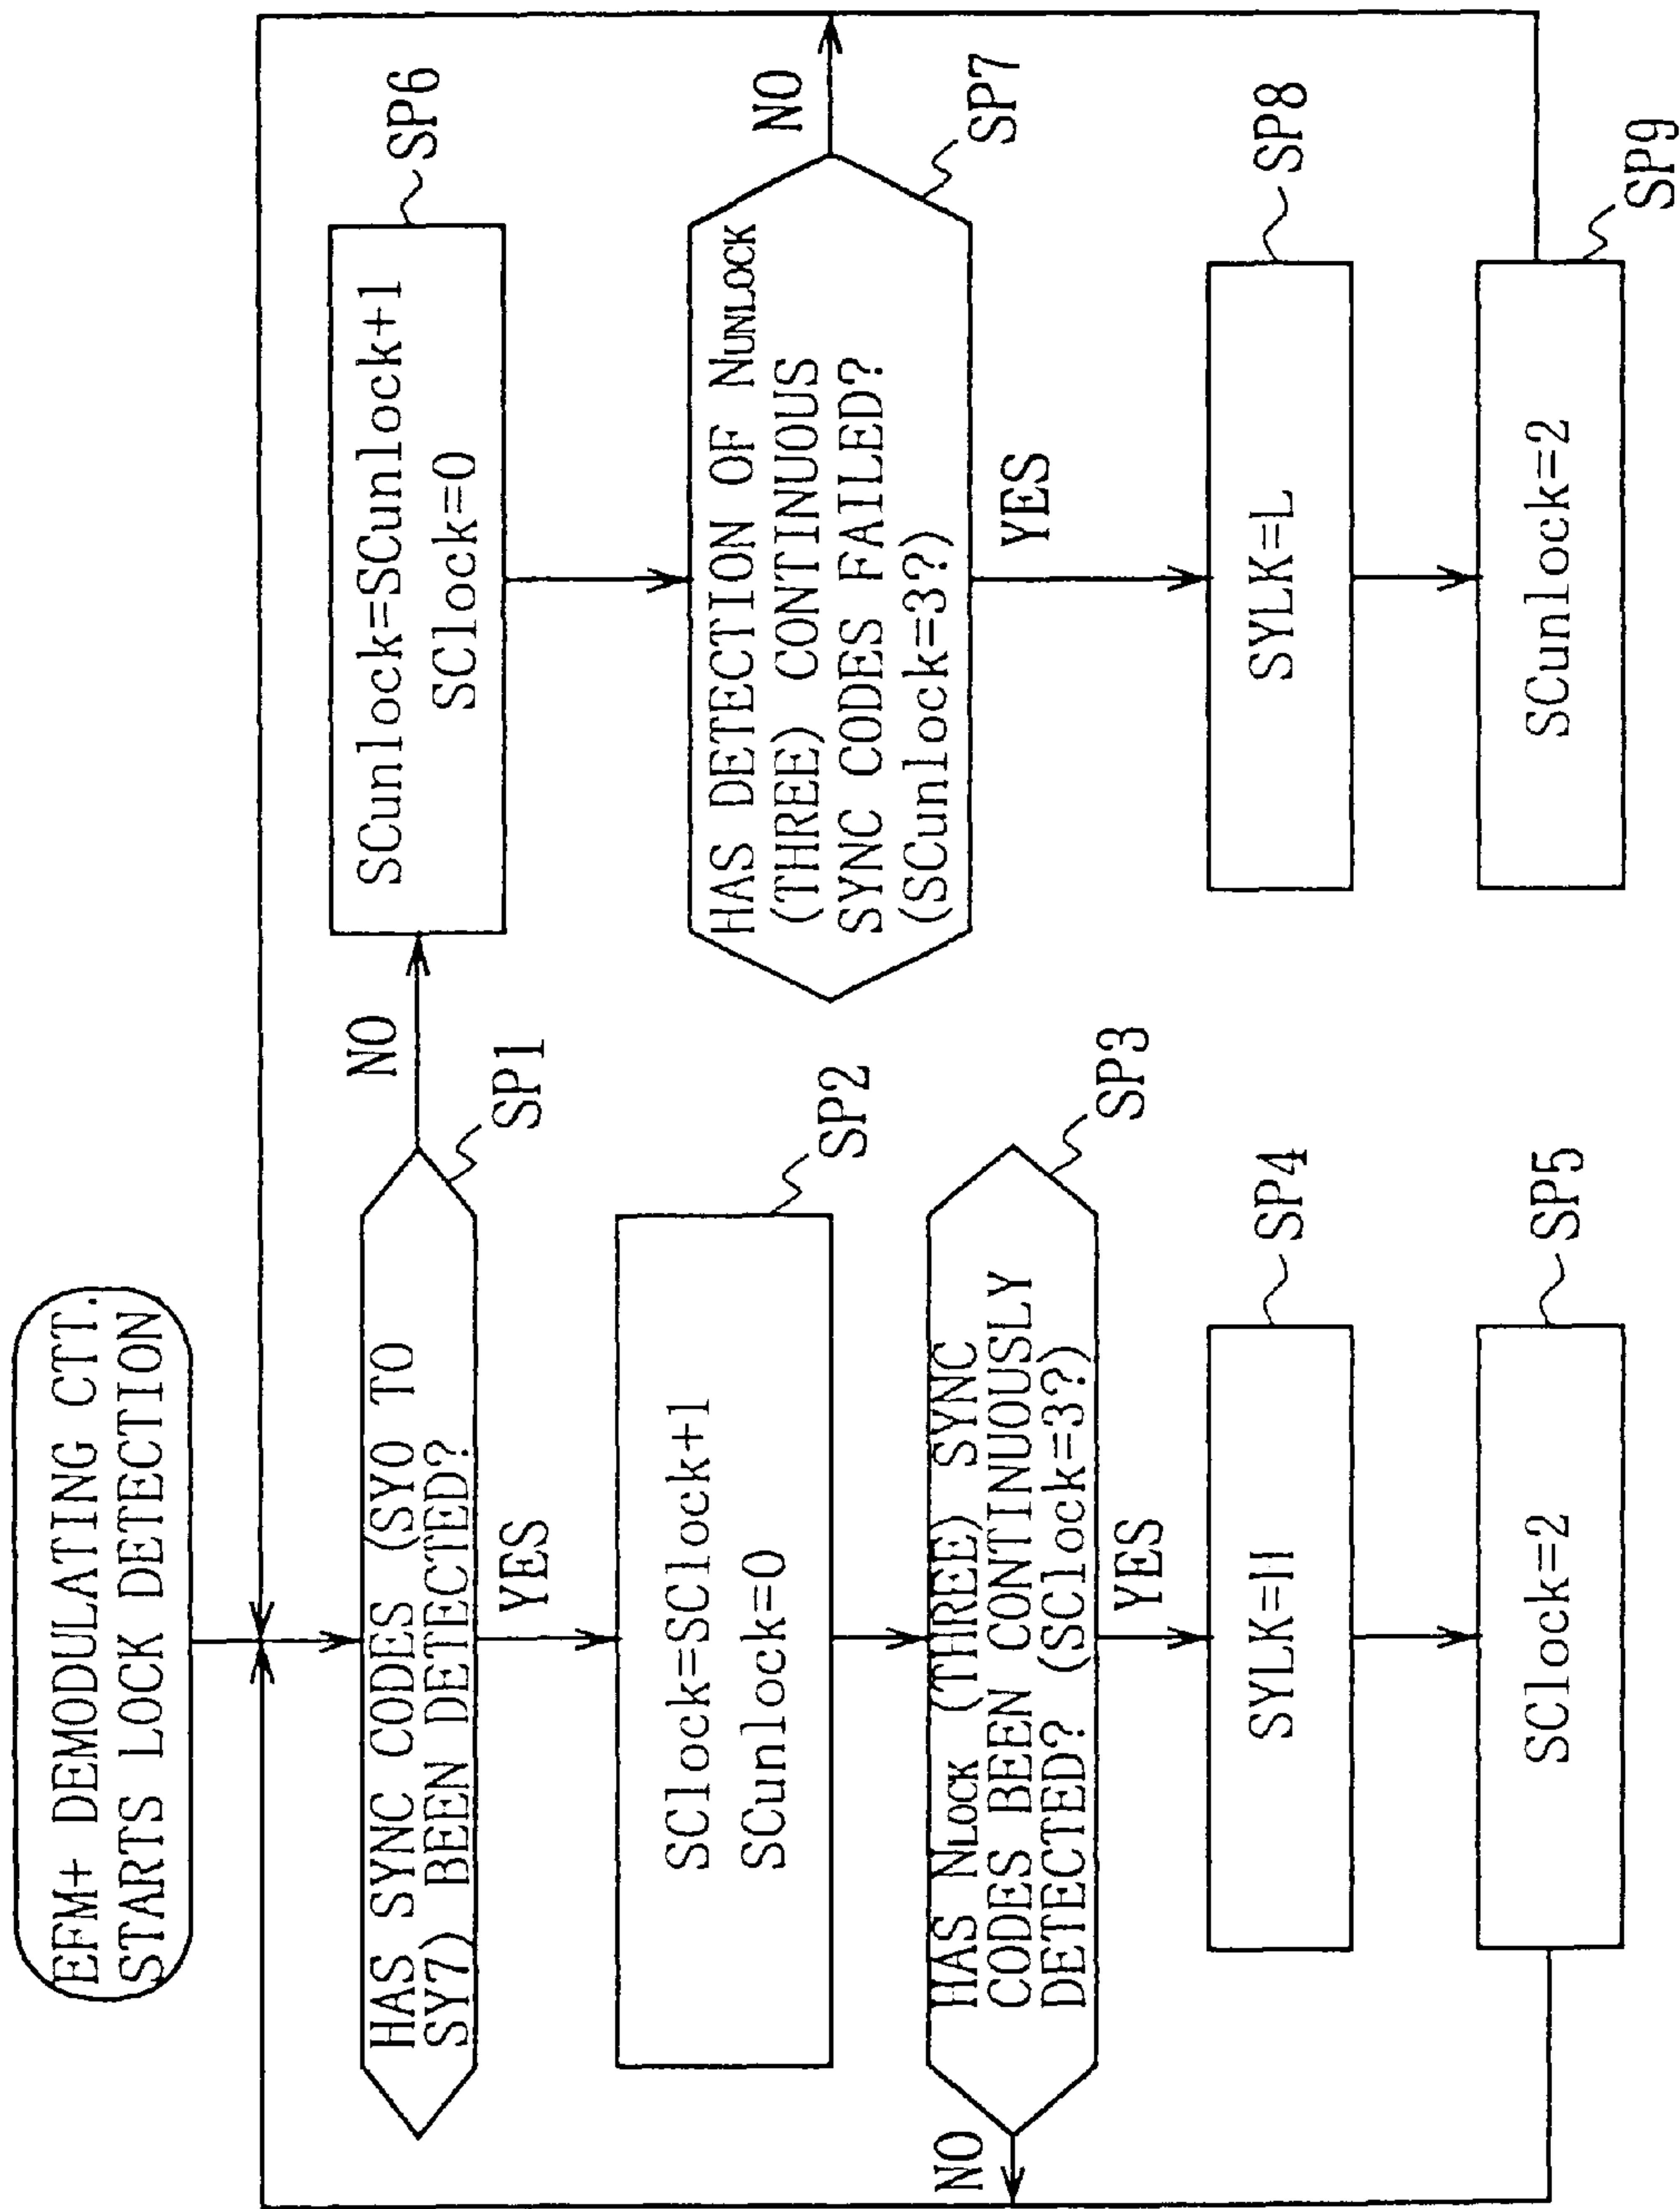 EFM+ DEMODULATING CTT.
STARTS LOCK DETECTION
HAS SYNC CODES (SY0 TO
SY7) BEEN DETECTED?
SP1
NO
YES
SClock=SClock+1
SCunlock=0
SP2
HAS NLOCK (THREE) SYNC
CODES BEEN CONTINUOUSLY
DETECTED? (SClock=3?)
SP3
NO
YES
SYLK=H
SP4
SClock=2
SP5
SCunlock=SCunlock+1
SClock=0
SP6
HAS DETECTION OF NUNLOCK
(THREE) CONTINUOUS
SYNC CODES FAILED?
(SCunlock=3?)
SP7
NO
YES
SYLK=L
SP8
SCunlock=2
SP9